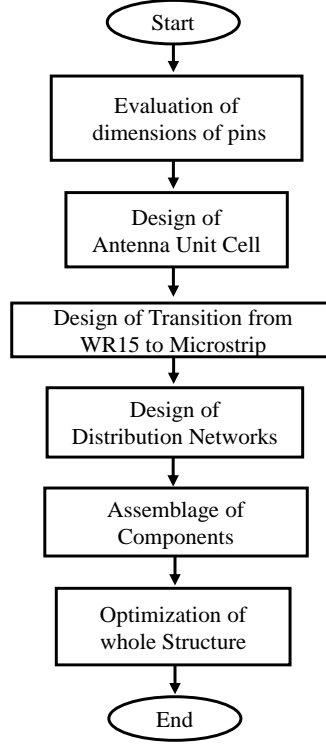 Start
Evaluation of
dimensions of pins
Design of
Antenna Unit Cell
Design of Transition from
WR15 to Microstrip
Design of
Distribution Networks
Assemblage of
Components
Optimization of
whole Structure
End